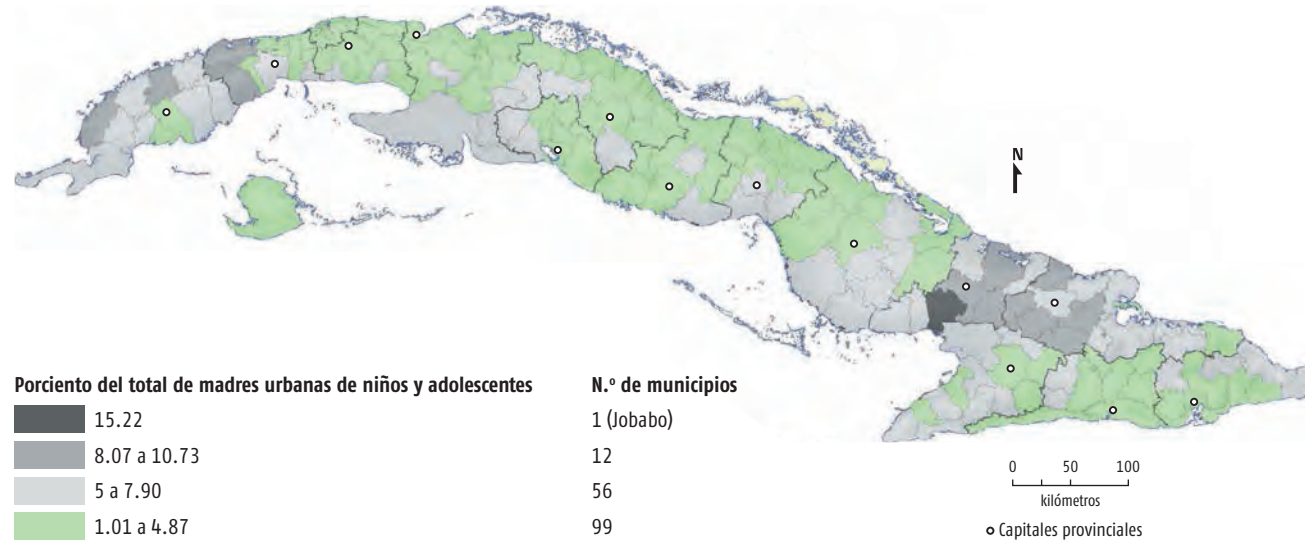 N
Porciento del total de madres urbanas de niños y adolescentes N.º de municipios
15.22 1 (Jobabo)
8.07 a 10.73 12
5 a 7.90 56
1.01 a 4.87 99
0 50 100
kilómetros
Capitales provinciales